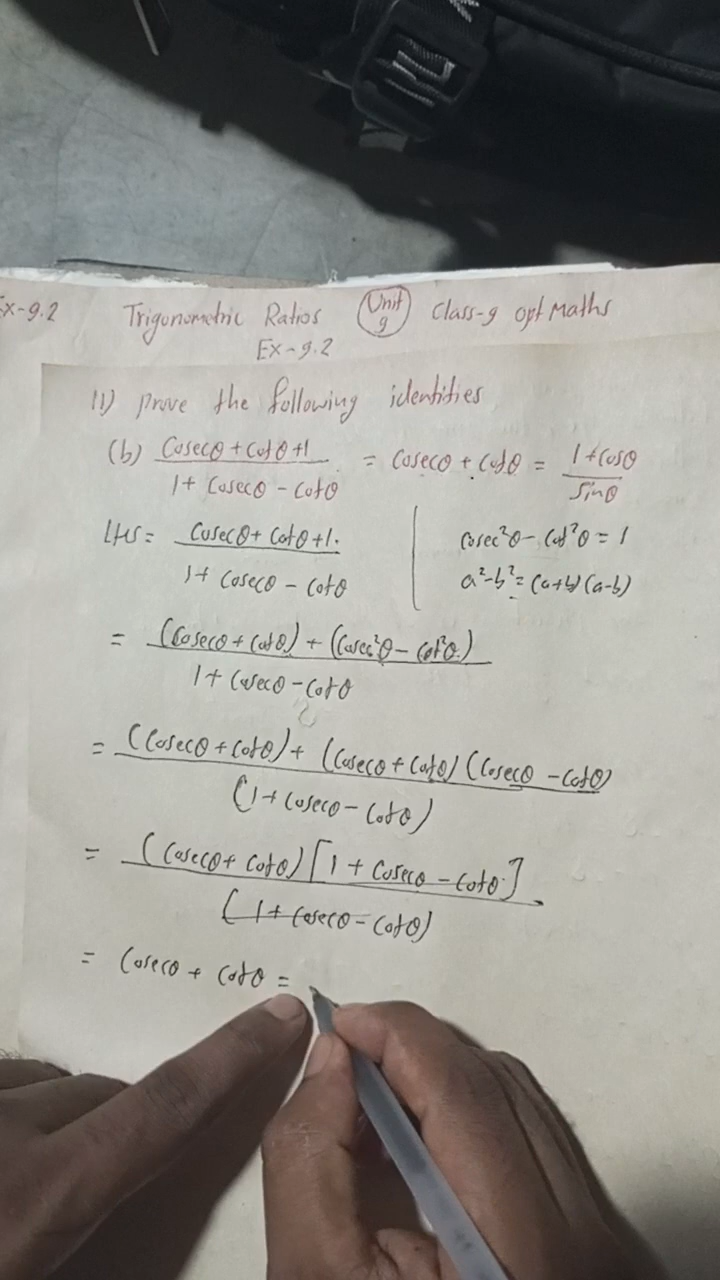 Ex-9.2 Trigonometric Ratios Unit 9 Class-9 opt Maths
Ex-9.2
11) prove the following identities
(b) Cosecθ + Cotθ + 1 / 1 + Cosecθ - Cotθ = Cosecθ + Cotθ = 1 + Cosθ / Sinθ
LHS = Cosecθ + Cotθ + 1. / 1 + Cosecθ - Cotθ
Cosec²θ - Cot²θ = 1
a²-b² = (a+b)(a-b)
= (Cosecθ + Cotθ) + (Cosec²θ - Cot²θ) / 1 + Cosecθ - Cotθ
= (Cosecθ + Cotθ) + (Cosecθ + Cotθ)(Cosecθ - Cotθ) / (1 + Cosecθ - Cotθ)
= (Cosecθ + Cotθ)[1 + Cosecθ - Cotθ] / (1 + Cosecθ - Cotθ)
= Cosecθ + Cotθ =